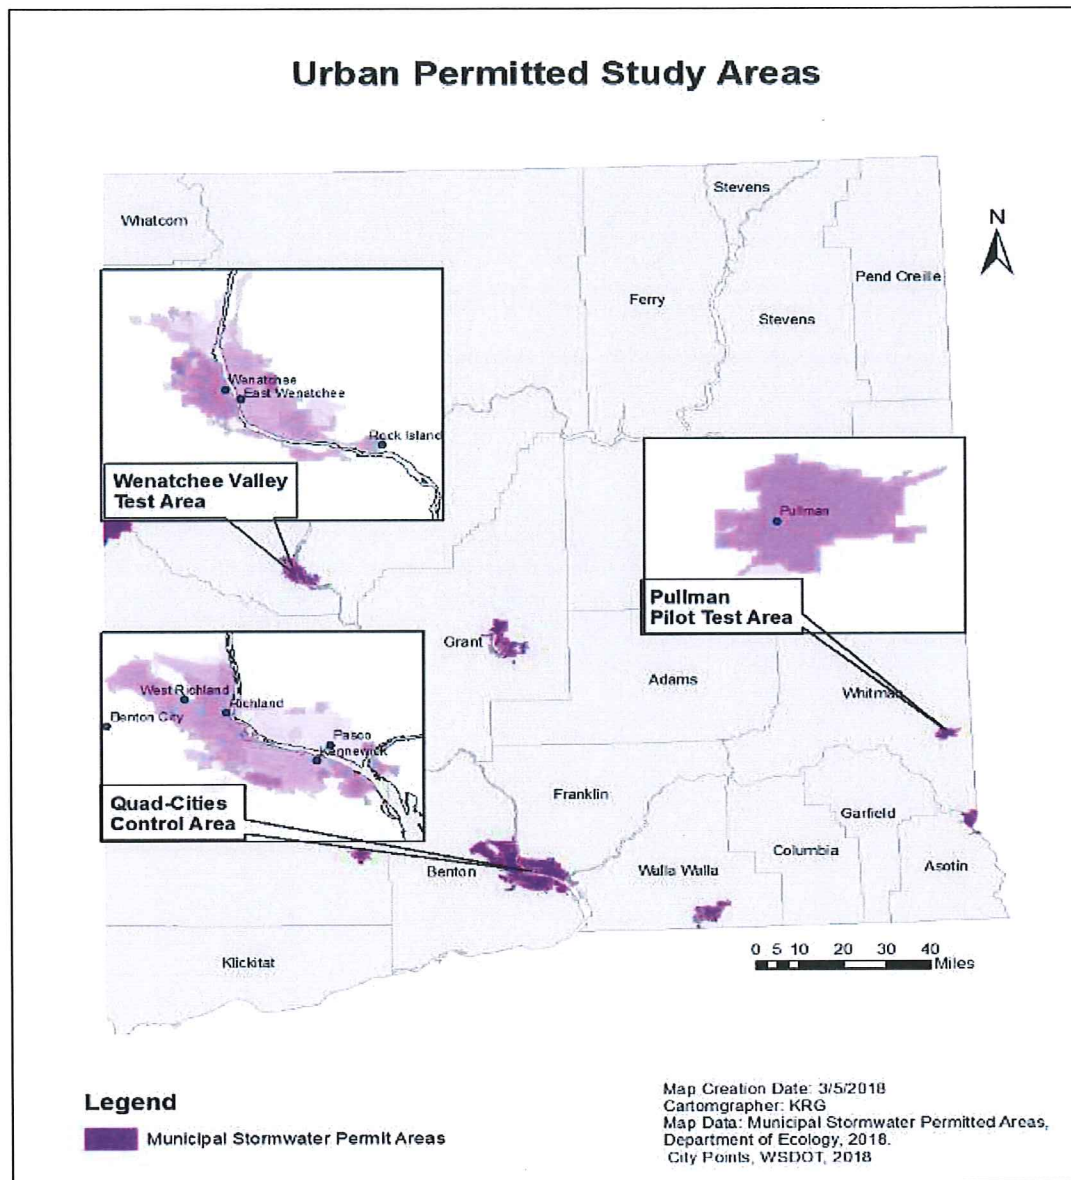 Urban Permitted Study Areas
Whatcom
Stevens
N
Ferry
Stevens
Pend Oreille
Wenatchee
East Wenatchee
Rock Island
Wenatchee Valley
Test Area
Pullman
Pullman
Pilot Test Area
Grant
Adams
Whitman
West Richland
Richland
Benton City
Pasco
Kennewick
Quad-Cities
Control Area
Franklin
Garfield
Benton
Walla Walla
Columbia
Asotin
Klickitat
0 5 10 20 30 40
Miles
Legend
Municipal Stormwater Permit Areas
Map Creation Date: 3/5/2018
Cartomgrapher: KRG
Map Data: Municipal Stormwater Permitted Areas,
Department of Ecology, 2018.
City Points, WSDOT, 2018